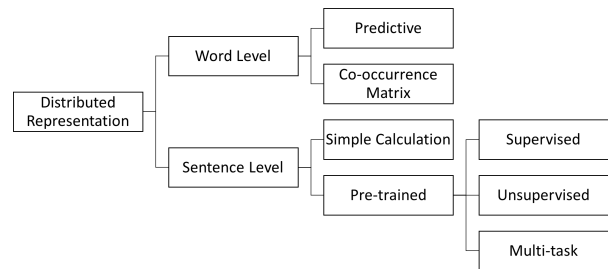 Predictive
Word Level
Co-occurrence
Matrix
Distributed
Representation
Simple Calculation
Supervised
Sentence Level
Pre-trained
Unsupervised
Multi-task